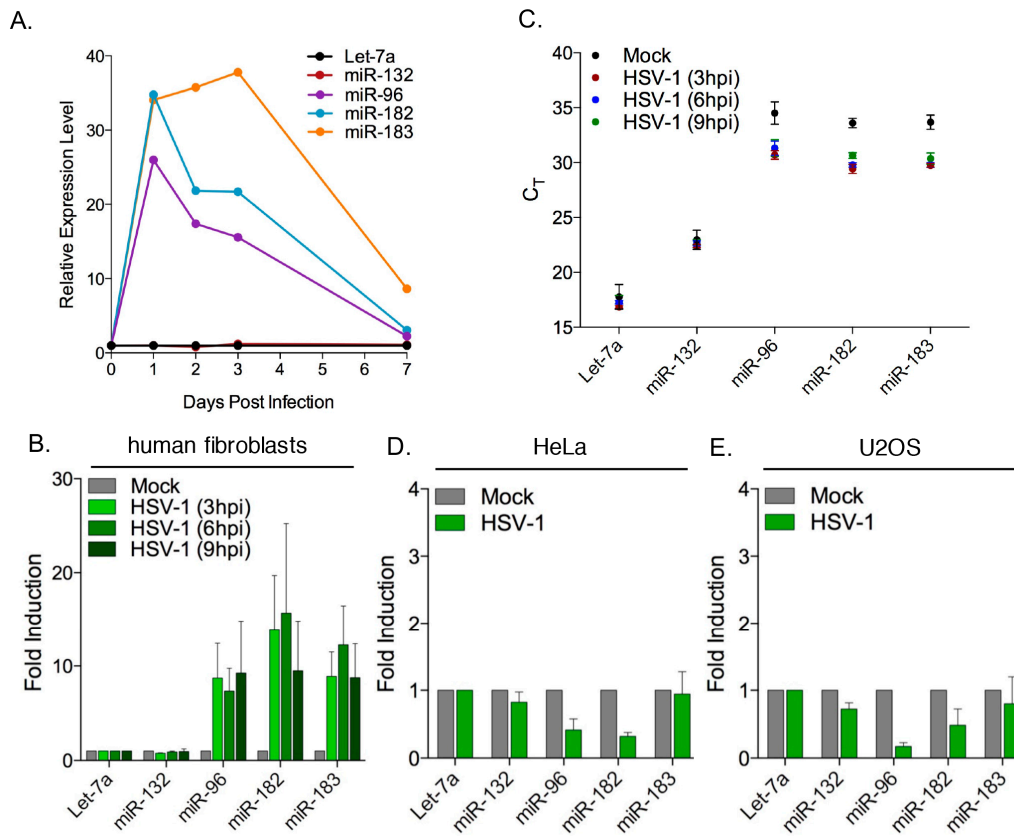 A.
40
30
20
10
0
Relative Expression Level
0 1 2 3 4 5 6 7
Days Post Infection
Let-7a
miR-132
miR-96
miR-182
miR-183
C.
40
35
30
25
20
15
CT
Mock
HSV-1 (3hpi)
HSV-1 (6hpi)
HSV-1 (9hpi)
Let-7a miR-132 miR-96 miR-182 miR-183
B.
human fibroblasts
30
20
10
0
Fold Induction
Mock
HSV-1 (3hpi)
HSV-1 (6hpi)
HSV-1 (9hpi)
Let-7a miR-132 miR-96 miR-182 miR-183
D.
HeLa
4
3
2
1
0
Fold Induction
Mock
HSV-1
Let-7a miR-132 miR-96 miR-182 miR-183
E.
U2OS
4
3
2
1
0
Fold Induction
Mock
HSV-1
Let-7a miR-132 miR-96 miR-182 miR-183